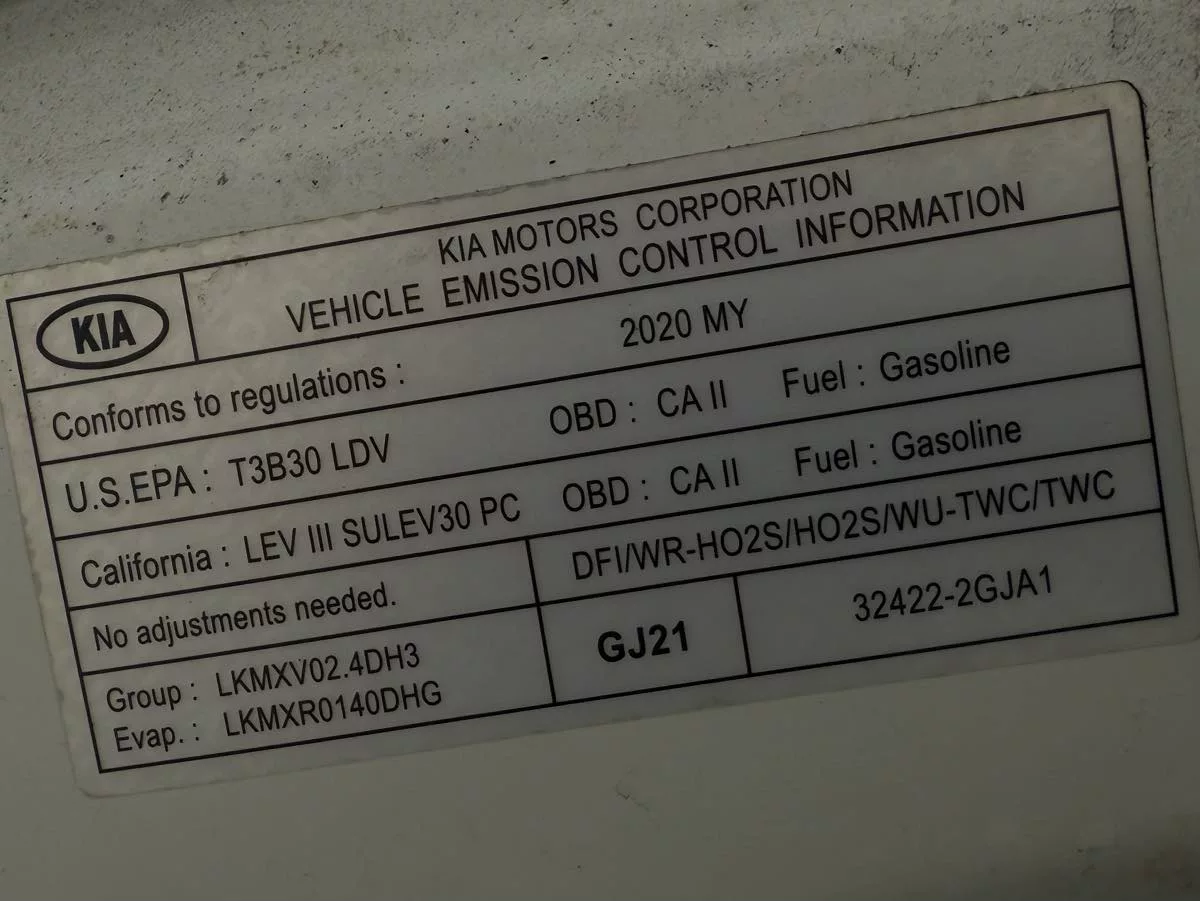 KIA MOTORS CORPORATION
KIA
VEHICLE EMISSION CONTROL INFORMATION
Conforms to regulations : 2020 MY
U.S.EPA : T3B30 LDV OBD : CA II Fuel : Gasoline
California : LEV III SULEV30 PC OBD : CA II Fuel : Gasoline
No adjustments needed. DFI/WR-HO2S/HO2S/WU-TWC/TWC
Group : LKMXV02.4DH3
Evap. : LKMXR0140DHG
GJ21
32422-2GJA1